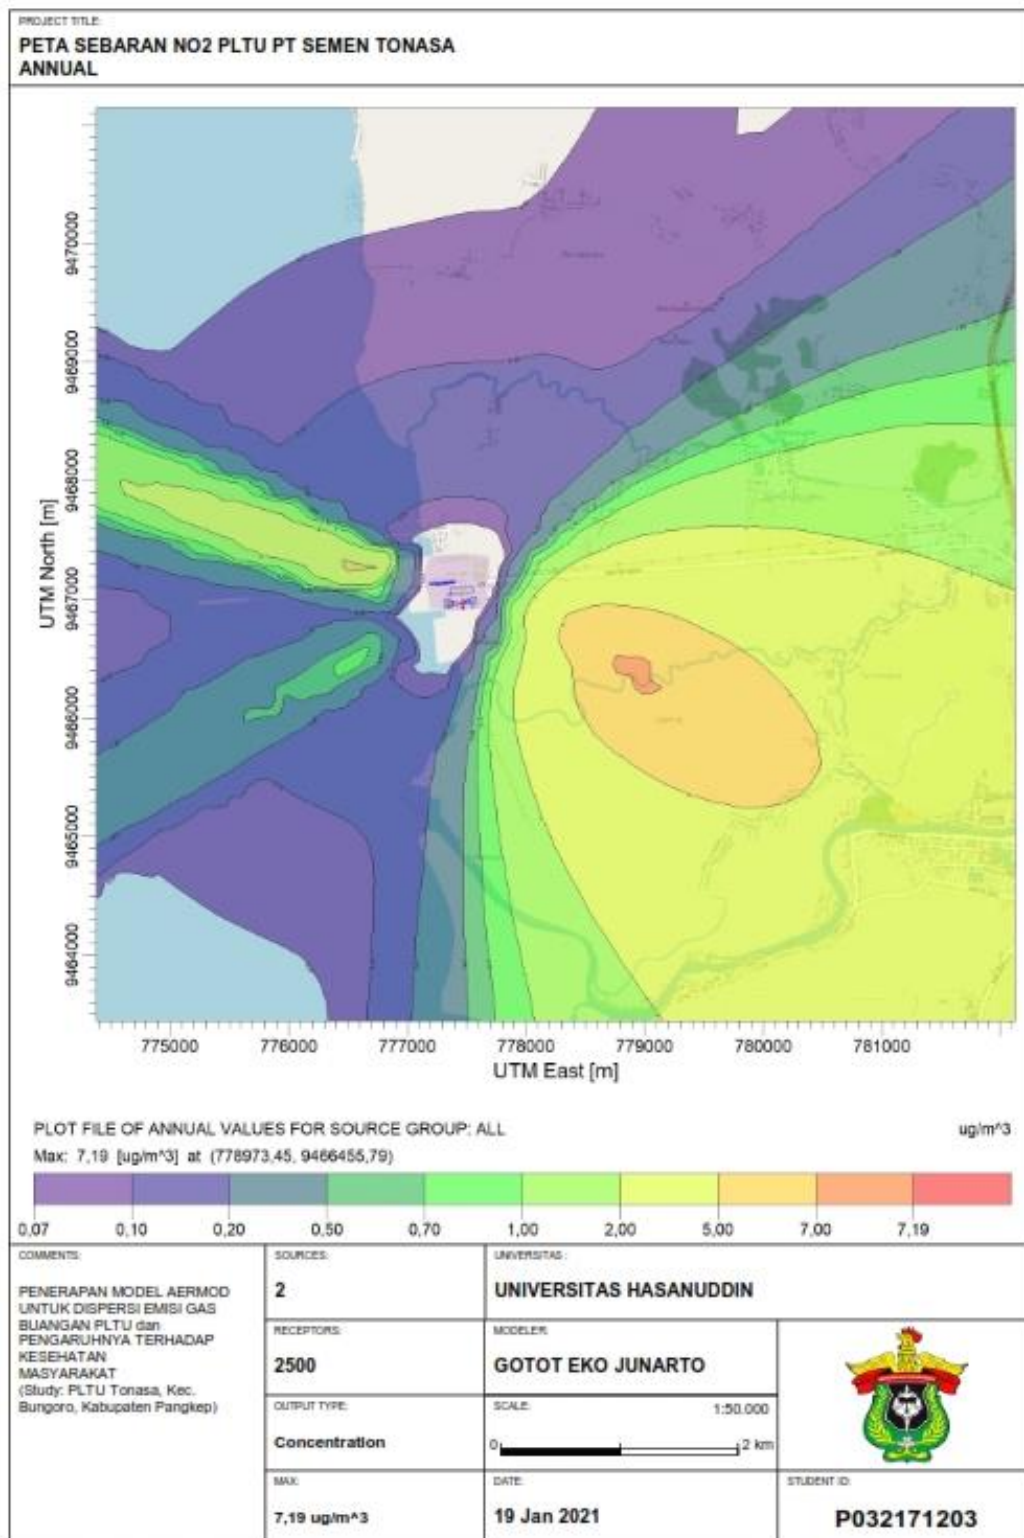 PROJECT TITLE:
PETA SEBARAN NO2 PLTU PT SEMEN TONASA
ANNUAL
UTM North [m]
9470000
9469000
9468000
9467000
9466000
9465000
9464000
775000 776000 777000 778000 779000 780000 781000
UTM East [m]
PLOT FILE OF ANNUAL VALUES FOR SOURCE GROUP: ALL
ug/m^3
Max: 7,19 [ug/m^3] at (778973,45, 9466455,79)
0,07 0,10 0,20 0,50 0,70 1,00 2,00 5,00 7,00 7,19
COMMENTS:
PENERAPAN MODEL AERMOD
UNTUK DISPERSI EMISI GAS
BUANGAN PLTU dan
PENGARUHNYA TERHADAP
KESEHATAN
MASYARAKAT
(Study: PLTU Tonasa, Kec.
Bungoro, Kabupaten Pangkep)
SOURCES:
2
UNIVERSITAS:
UNIVERSITAS HASANUDDIN
RECEPTORS:
2500
MODELER:
GOTOT EKO JUNARTO
OUTPUT TYPE:
Concentration
SCALE:
1:50.000
0 2 km
MAX:
7,19 ug/m^3
DATE:
19 Jan 2021
STUDENT ID:
P032171203